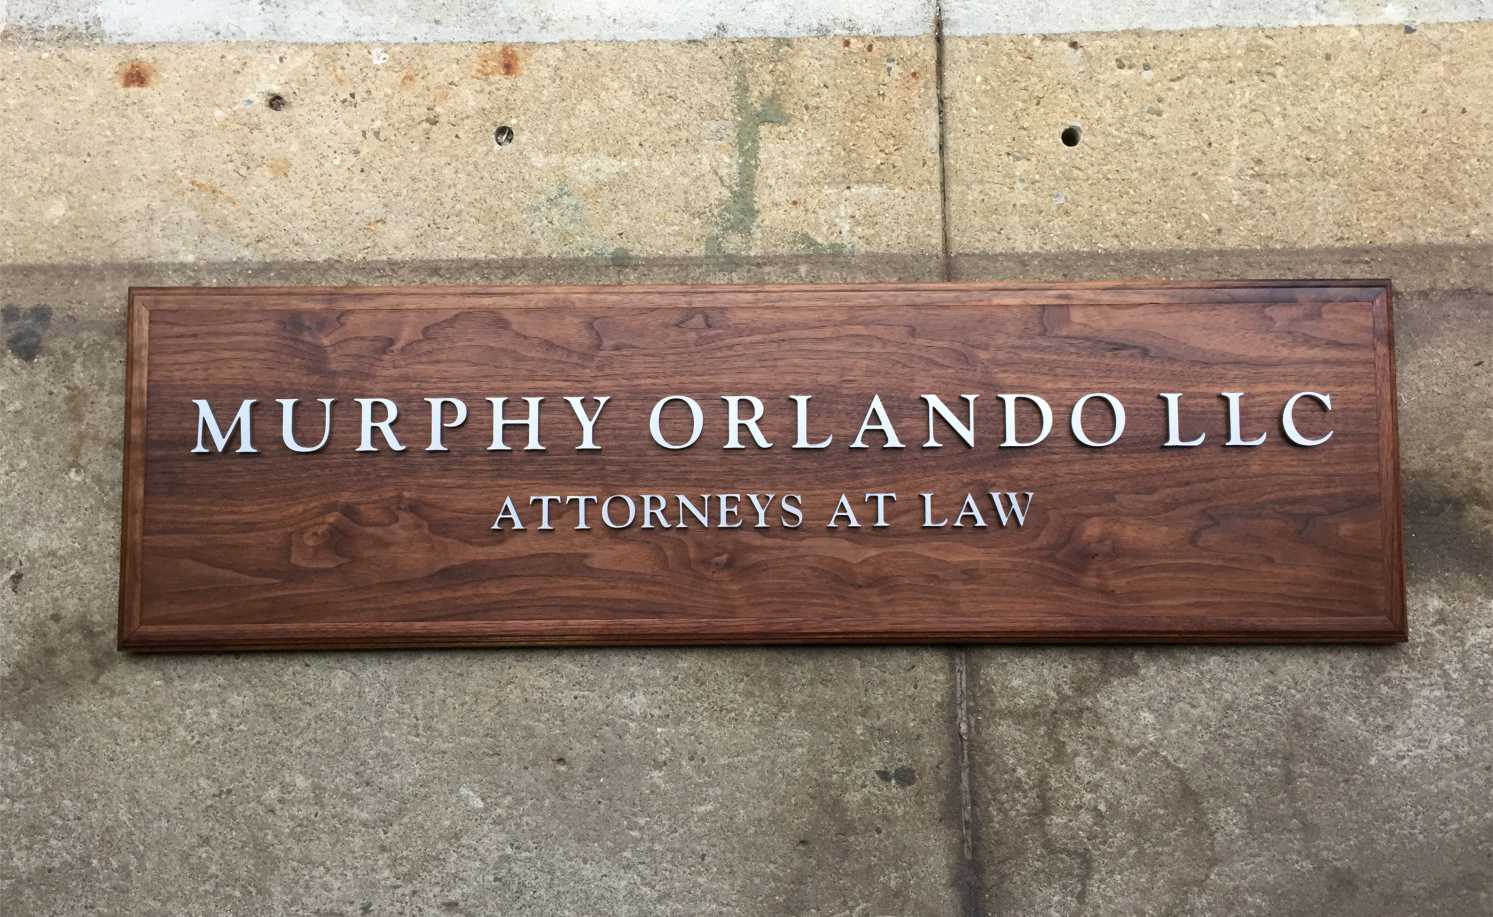 MURPHY ORLANDO LLC
ATTORNEYS AT LAW